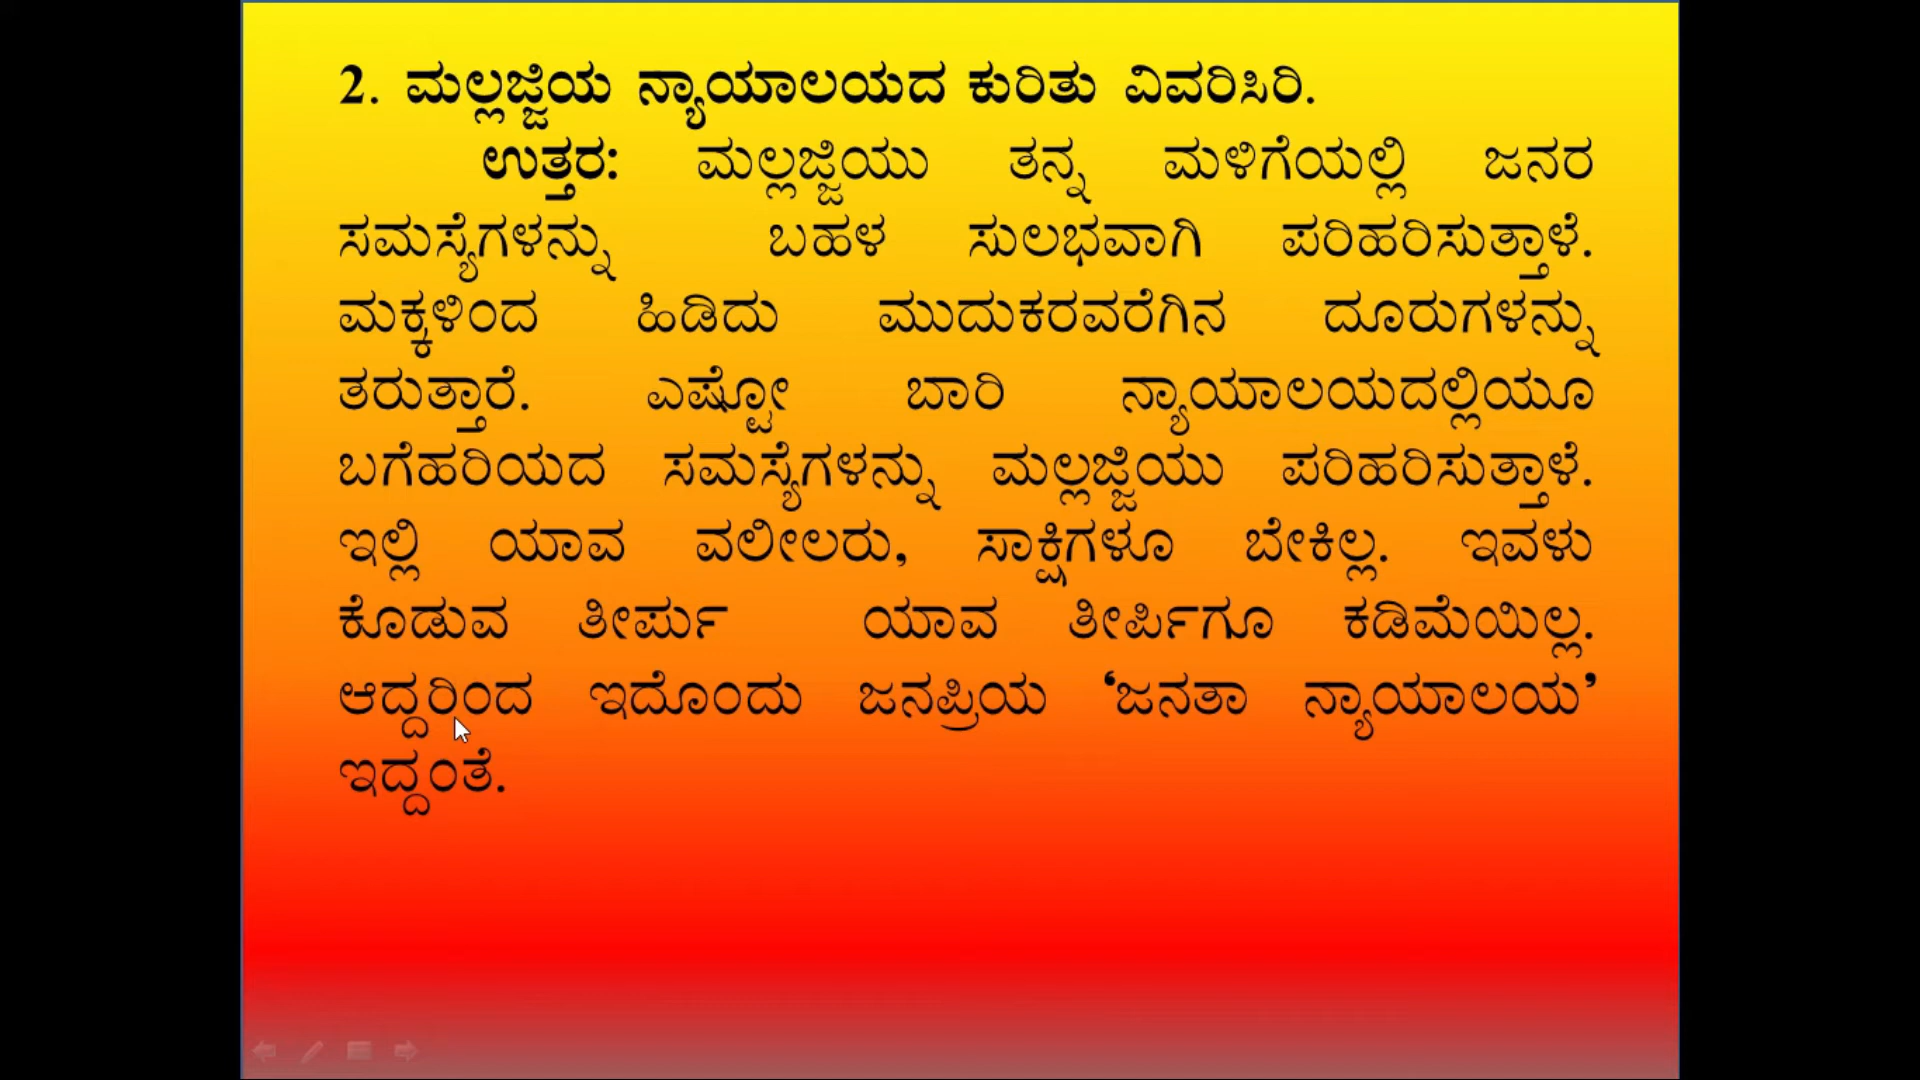 2. ಮಲ್ಲಜ್ಜಿಯ ನ್ಯಾಯಾಲಯದ ಕುರಿತು ವಿವರಿಸಿರಿ.
ಉತ್ತರ: ಮಲ್ಲಜ್ಜಿಯು ತನ್ನ ಮಳಿಗೆಯಲ್ಲಿ ಜನರ
ಸಮಸ್ಯೆಗಳನ್ನು ಬಹಳ ಸುಲಭವಾಗಿ ಪರಿಹರಿಸುತ್ತಾಳೆ.
ಮಕ್ಕಳಿಂದ ಹಿಡಿದು ಮುದುಕರವರೆಗಿನ ದೂರುಗಳನ್ನು
ತರುತ್ತಾರೆ. ಎಷ್ಟೋ ಬಾರಿ ನ್ಯಾಯಾಲಯದಲ್ಲಿಯೂ
ಬಗೆಹರಿಯದ ಸಮಸ್ಯೆಗಳನ್ನು ಮಲ್ಲಜ್ಜಿಯು ಪರಿಹರಿಸುತ್ತಾಳೆ.
ಇಲ್ಲಿ ಯಾವ ವಲೀಲರು, ಸಾಕ್ಷಿಗಳೂ ಬೇಕಿಲ್ಲ. ಇವಳು
ಕೊಡುವ ತೀರ್ಪು ಯಾವ ತೀರ್ಪಿಗೂ ಕಡಿಮೆಯಿಲ್ಲ.
ಆದ್ದರಿಂದ ಇದೊಂದು ಜನಪ್ರಿಯ ‘ಜನತಾ ನ್ಯಾಯಾಲಯ’
ಇದ್ದಂತೆ.